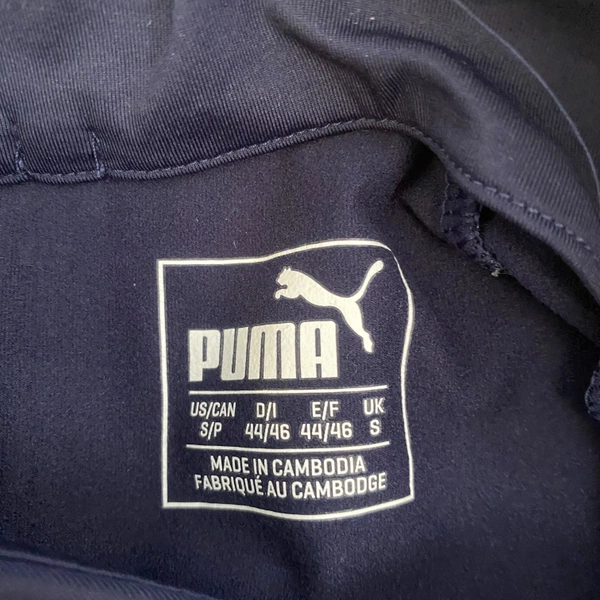 PUMA
US/CAN D/I E/F UK
S/P 44/46 44/46 S
MADE IN CAMBODIA
FABRIQUÉ AU CAMBODGE